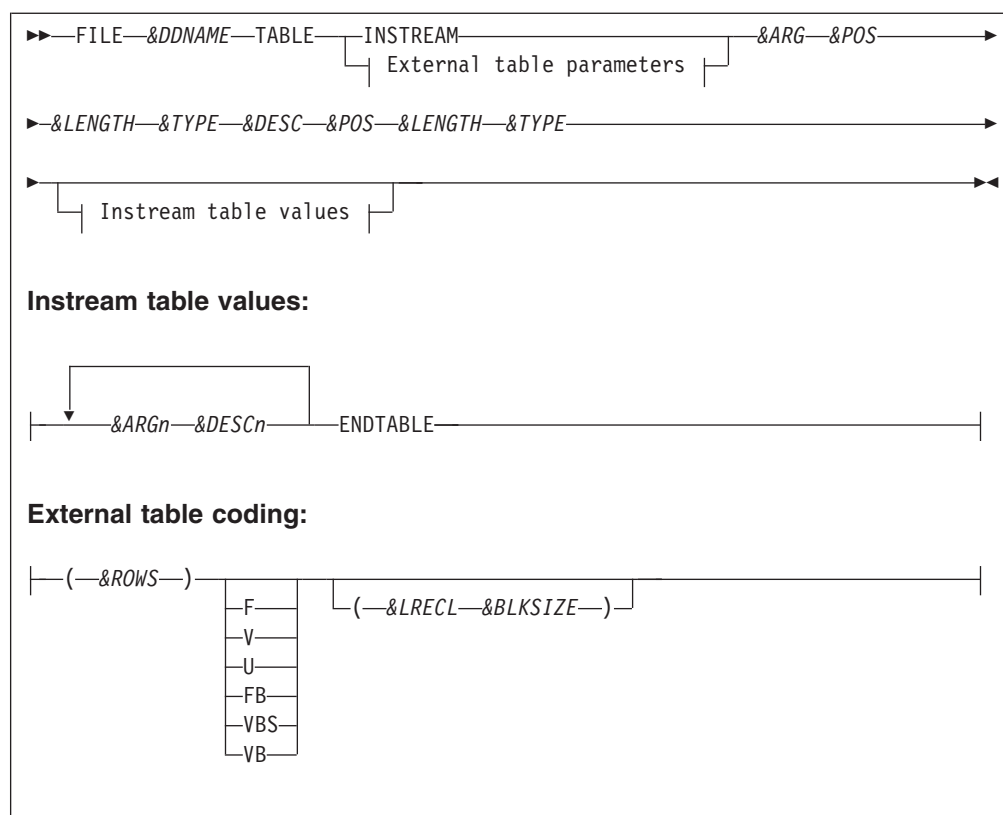 FILE &DDNAME TABLE INSTREAM &ARG &POS
External table parameters
&LENGTH &TYPE &DESC &POS &LENGTH &TYPE
Instream table values
Instream table values:
&ARGn &DESCn ENDTABLE
External table coding:
( &ROWS )
F ( &LRECL &BLKSIZE )
V
U
FB
VBS
VB